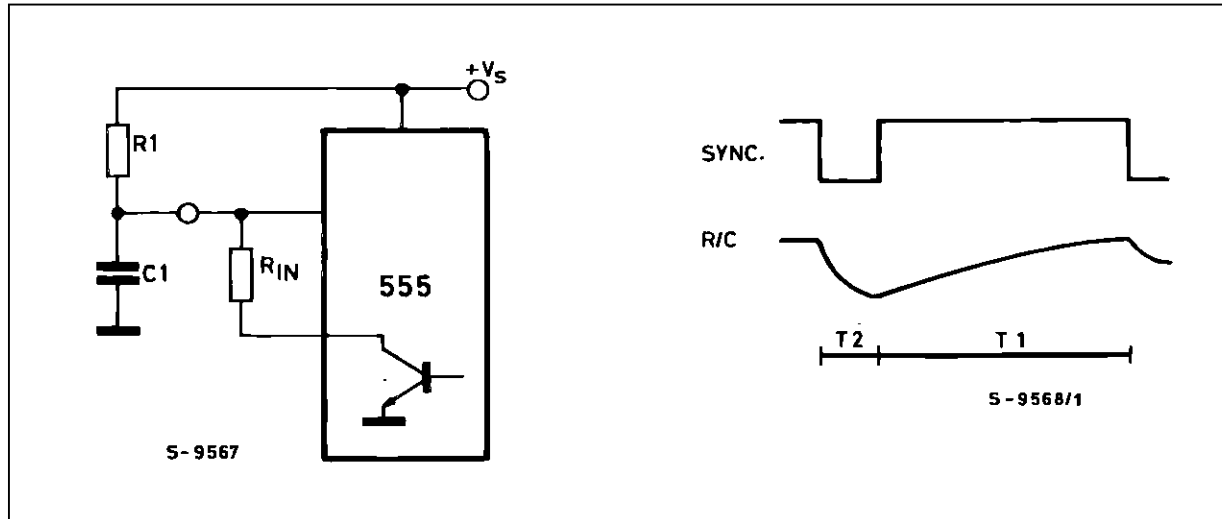 +VS
R1
C1
RIN
555
S-9567
SYNC.
R/C
T2
T1
S-9568/1